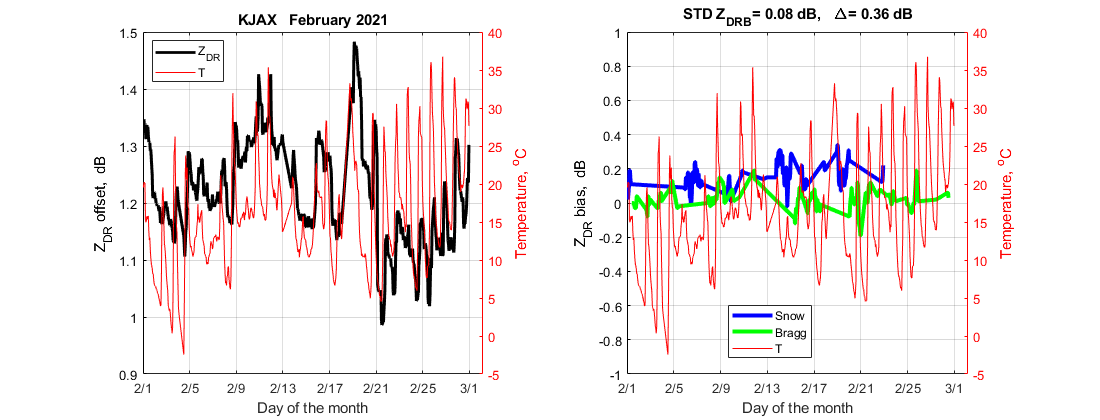 KJAX February 2021
Z_DR
T
Z_DR offset, dB
1.5
1.4
1.3
1.2
1.1
1
0.9
40
35
30
25
20
15
10
5
0
-5
Temperature, °C
2/1 2/5 2/9 2/13 2/17 2/21 2/25 3/1
Day of the month
STD Z_DRB= 0.08 dB, Δ= 0.36 dB
Z_DR bias, dB
1
0.8
0.6
0.4
0.2
0
-0.2
-0.4
-0.6
-0.8
-1
Snow
Bragg
T
40
35
30
25
20
15
10
5
0
-5
Temperature, °C
2/1 2/5 2/9 2/13 2/17 2/21 2/25 3/1
Day of the month